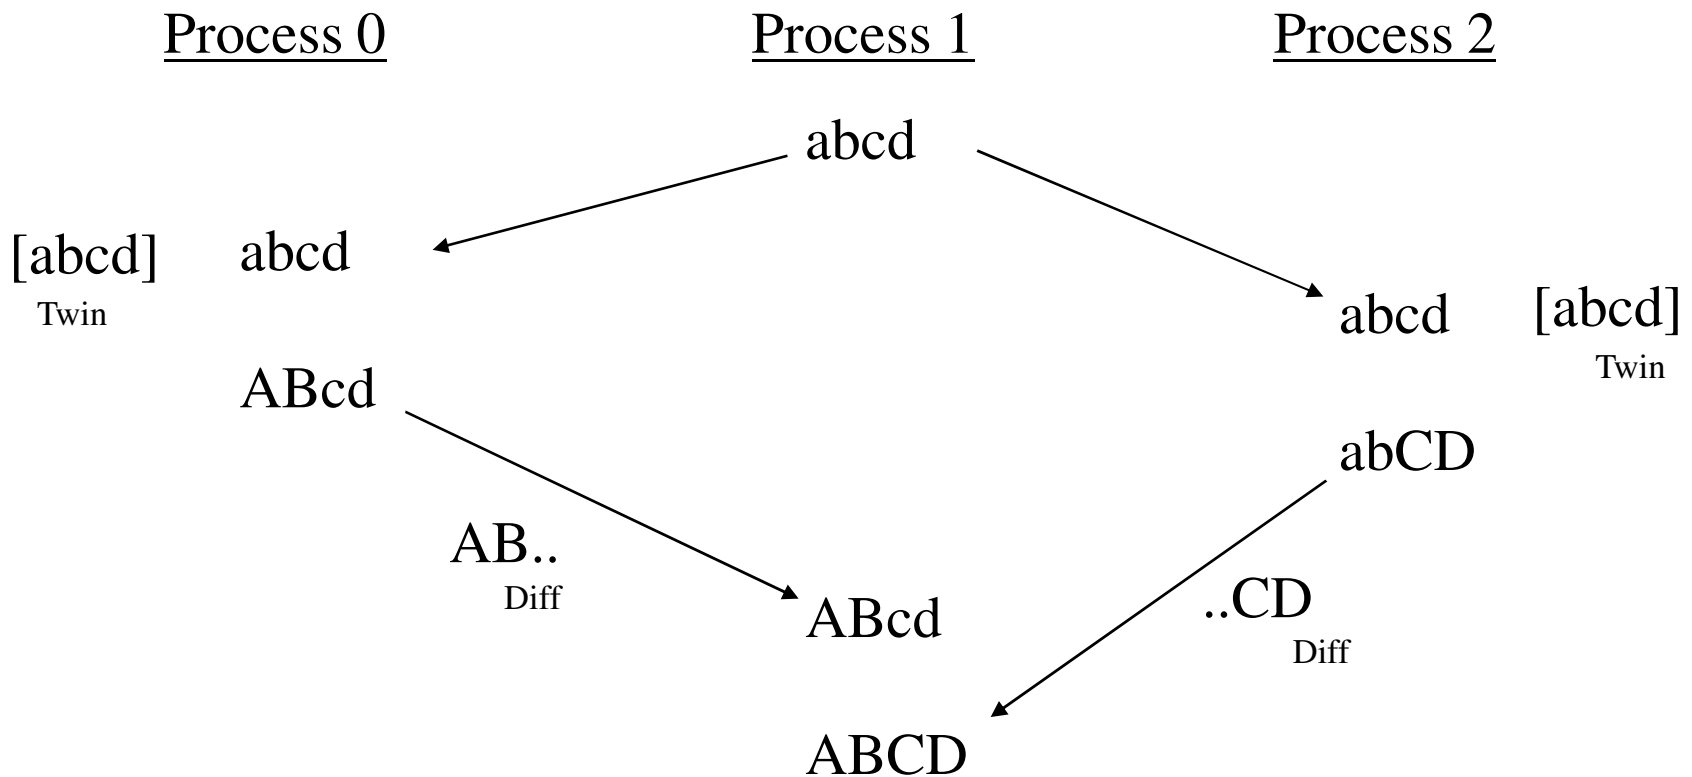 Process 0 Process 1 Process 2
abcd
[abcd] abcd
Twin
abcd [abcd]
Twin
ABcd
abCD
AB..
Diff
ABcd
..CD
Diff
ABCD